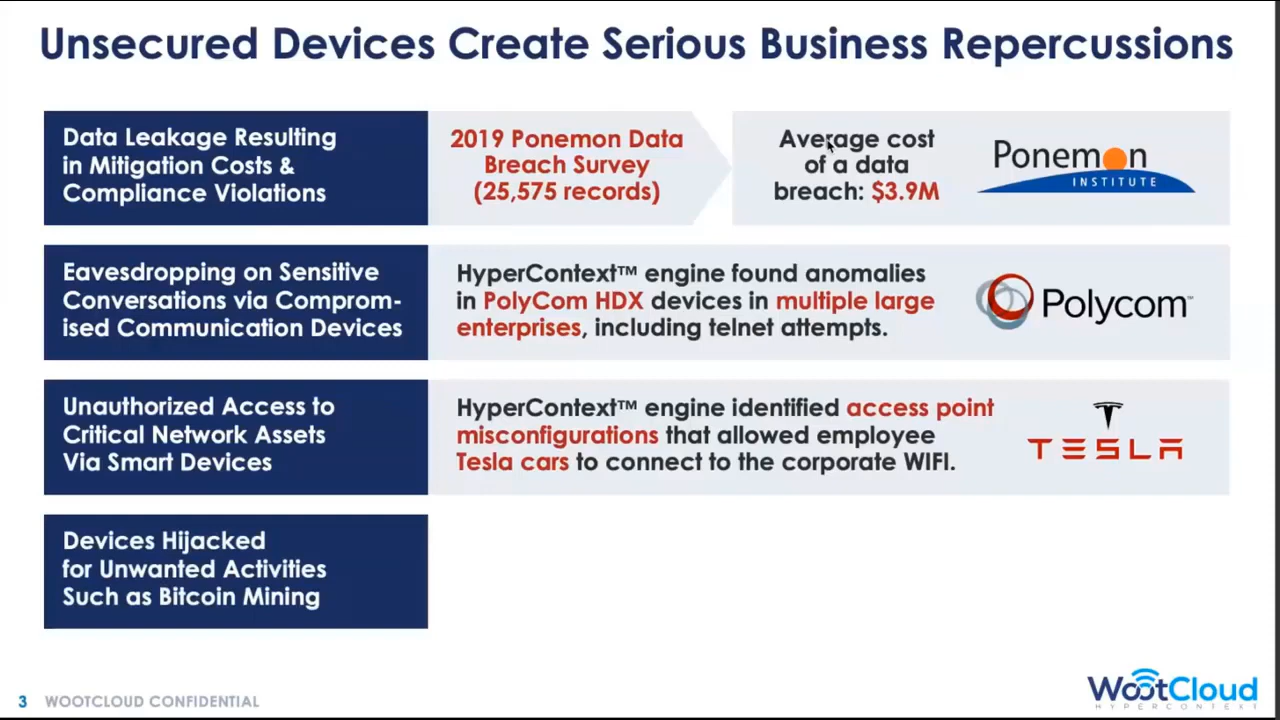 Unsecured Devices Create Serious Business Repercussions
Data Leakage Resulting
in Mitigation Costs &
Compliance Violations
2019 Ponemon Data
Breach Survey
(25,575 records)
Average cost
of a data
breach: $3.9M
Ponemon
INSTITUTE
Eavesdropping on Sensitive
Conversations via Comprom-
ised Communication Devices
HyperContext™ engine found anomalies
in PolyCom HDX devices in multiple large
enterprises, including telnet attempts.
Polycom™
Unauthorized Access to
Critical Network Assets
Via Smart Devices
HyperContext™ engine identified access point
misconfigurations that allowed employee
Tesla cars to connect to the corporate WIFI.
TESLA
Devices Hijacked
for Unwanted Activities
Such as Bitcoin Mining
3 WOOTCLOUD CONFIDENTIAL
WootCloud
HYPERCONTEXT